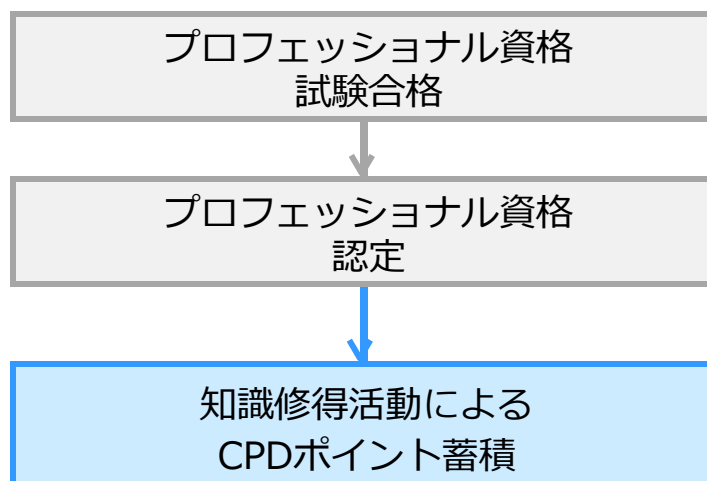 プロフェッショナル資格
試験合格
プロフェッショナル資格
認定
知識修得活動による
CPDポイント蓄積